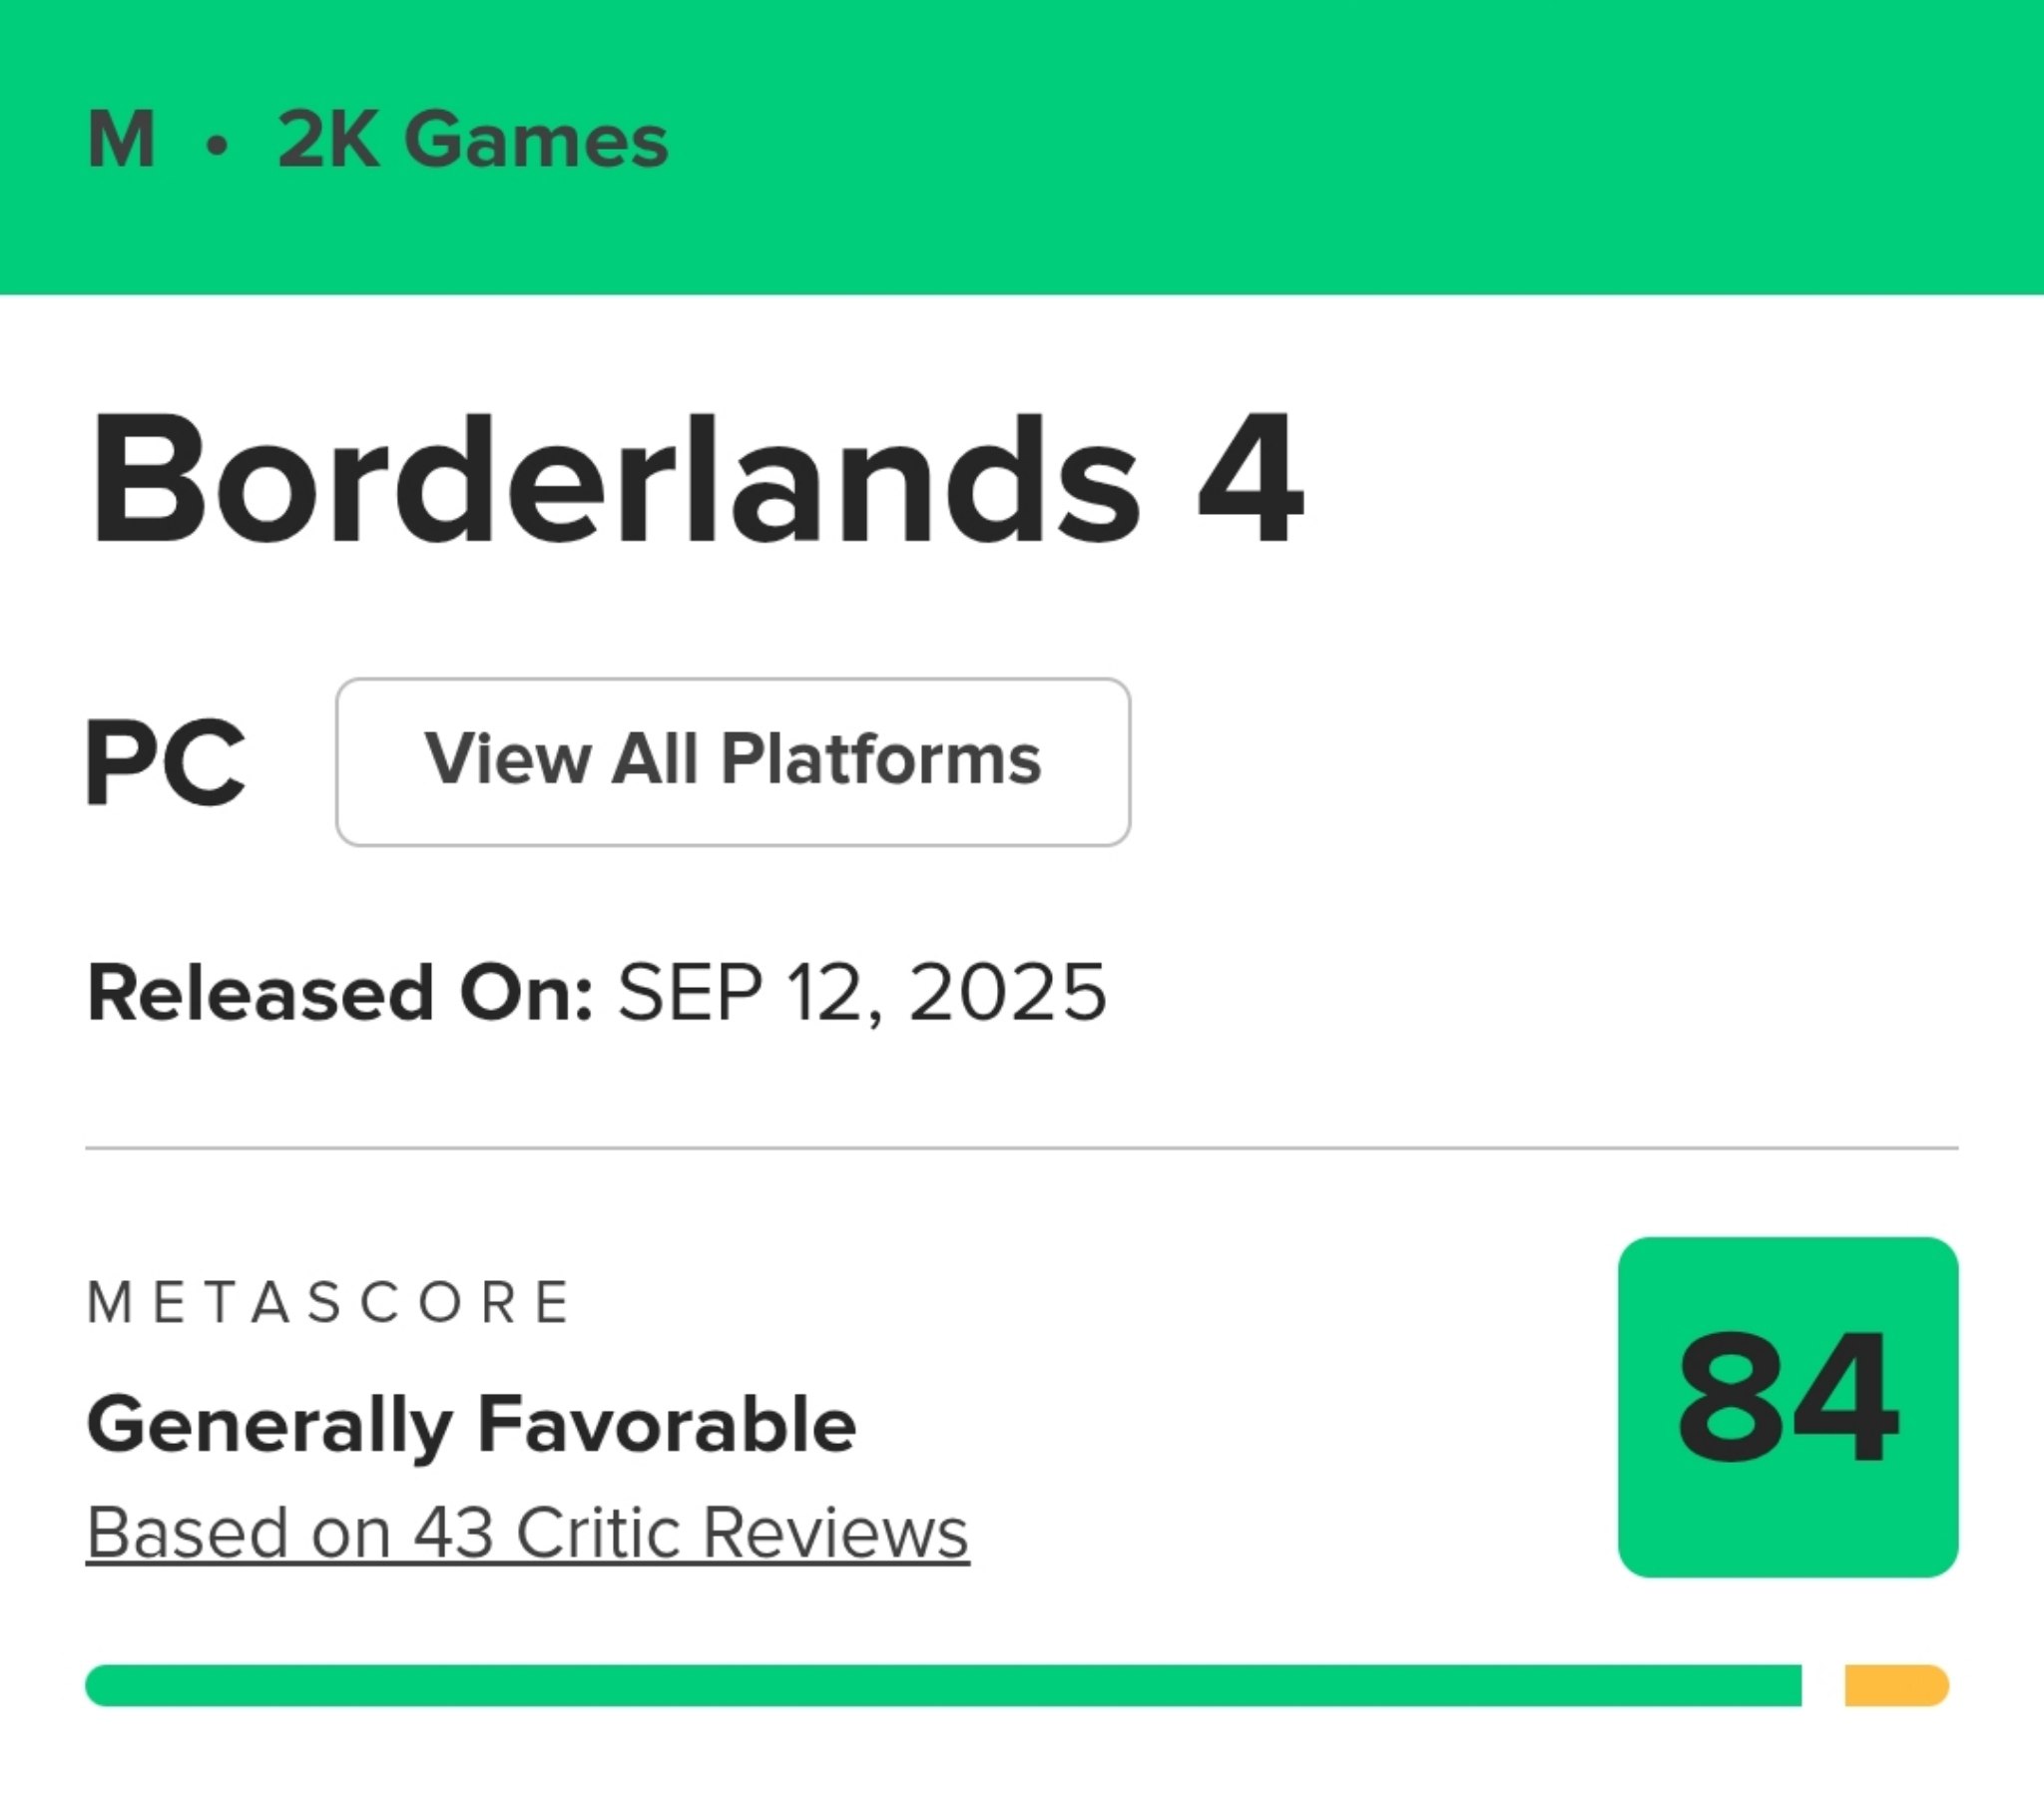 M • 2K Games
Borderlands 4
PC View All Platforms
Released On: SEP 12, 2025
METASCORE
Generally Favorable
Based on 43 Critic Reviews
84